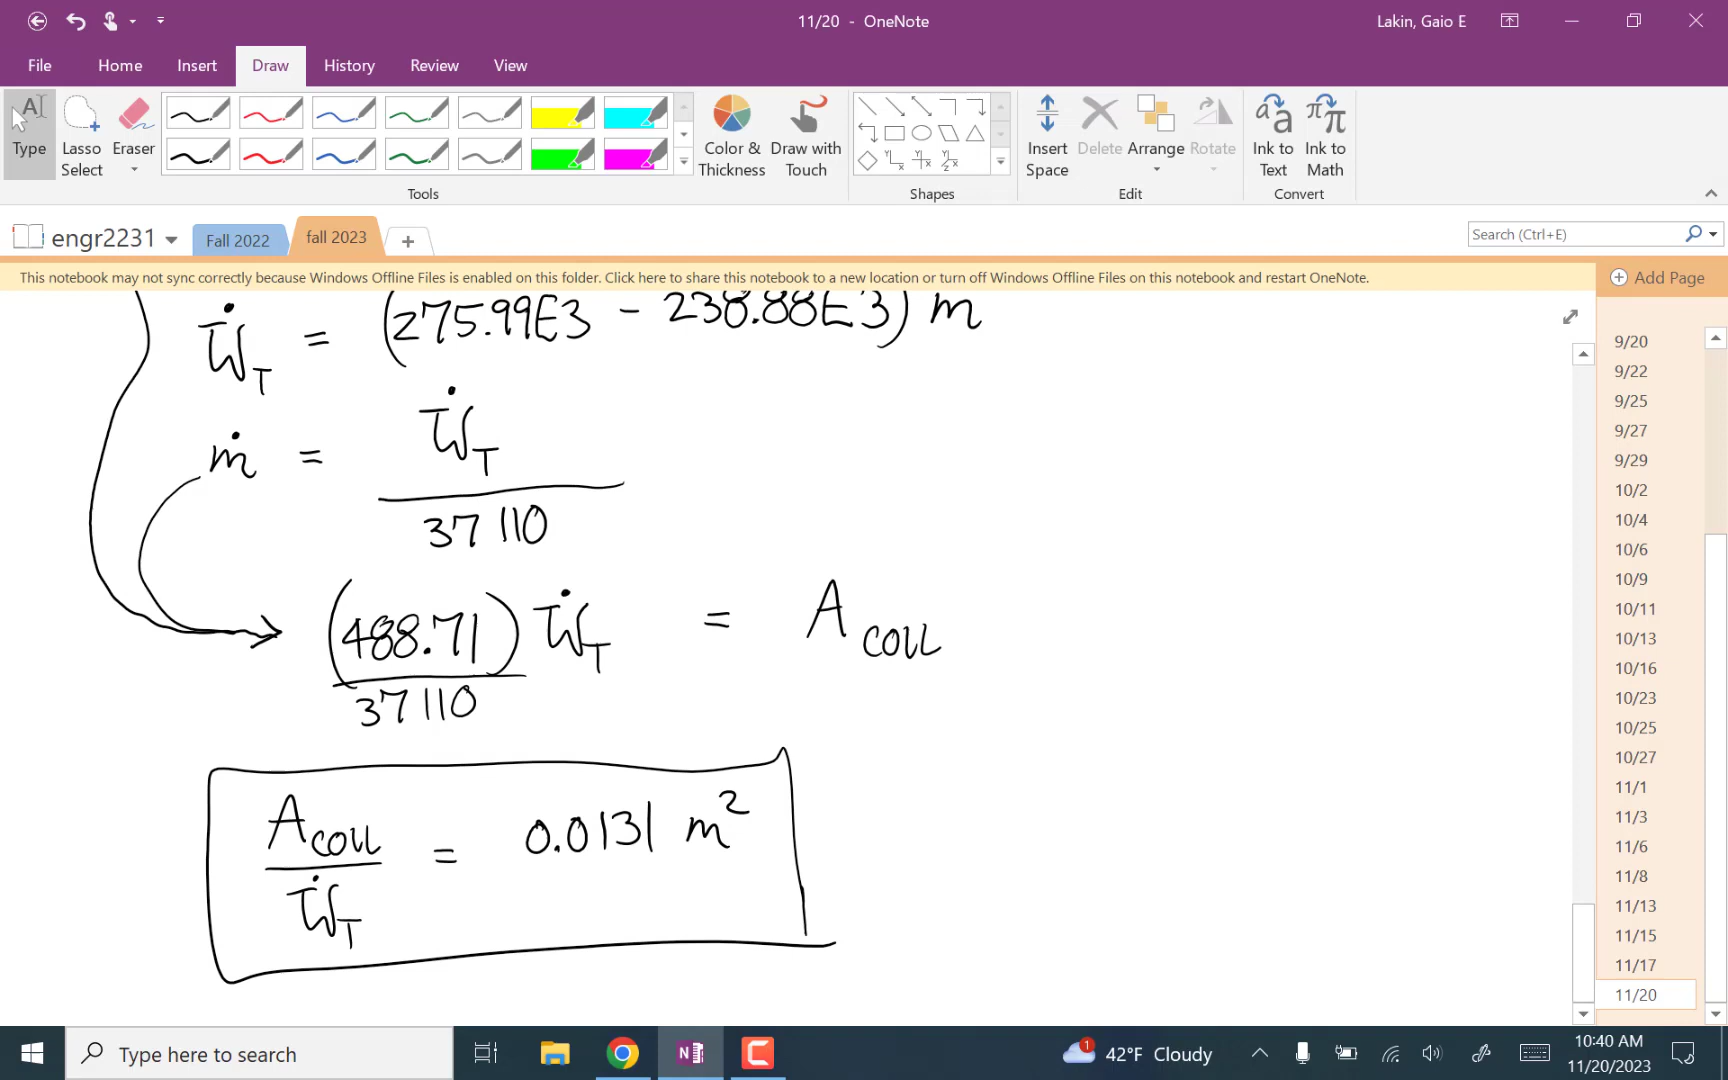 11/20 - OneNote
Lakin, Gaio E
File Home Insert Draw History Review View
Type
Lasso Select
Eraser
Color & Thickness
Draw with Touch
Insert Space
Delete
Arrange
Rotate
Ink to Text
Ink to Math
Tools
Shapes
Edit
Convert
engr2231
Fall 2022
fall 2023
Search (Ctrl+E)
This notebook may not sync correctly because Windows Offline Files is enabled on this folder. Click here to share this notebook to a new location or turn off Windows Offline Files on this notebook and restart OneNote.
Add Page
Ẇ_T = (275.99E3 - 238.88E3) m
ṁ = Ẇ_T
37 110
(488.71) Ẇ_T = A_COLL
37 110
A_COLL = 0.0131 m²
Ẇ_T
9/20
9/22
9/25
9/27
9/29
10/2
10/4
10/6
10/9
10/11
10/13
10/16
10/23
10/25
10/27
11/1
11/3
11/6
11/8
11/13
11/15
11/17
11/20
Type here to search
N
1
42°F Cloudy
10:40 AM
11/20/2023